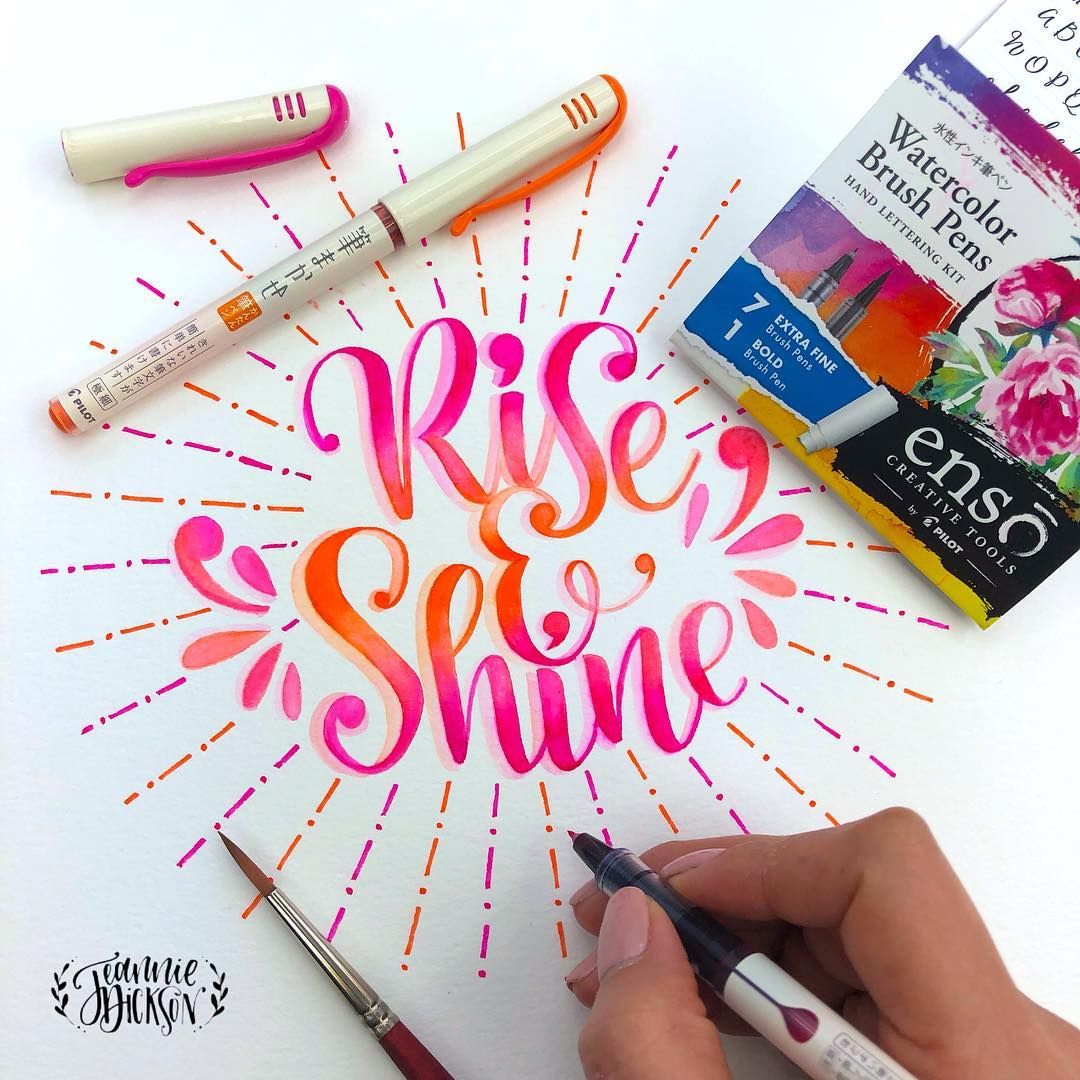 Rise
&
Shine
筆まかせ
かんたん
筆ペン
きれいな筆文字が
簡単に書けます
極細
PILOT
水性インキ筆ペン
Watercolor
Brush Pens
HAND LETTERING KIT
7 EXTRA FINE
Brush Pens
1 BOLD
Brush Pen
ensō
CREATIVE TOOLS
by PILOT
A B C
N O P Q
JEANNIE
DICKSON